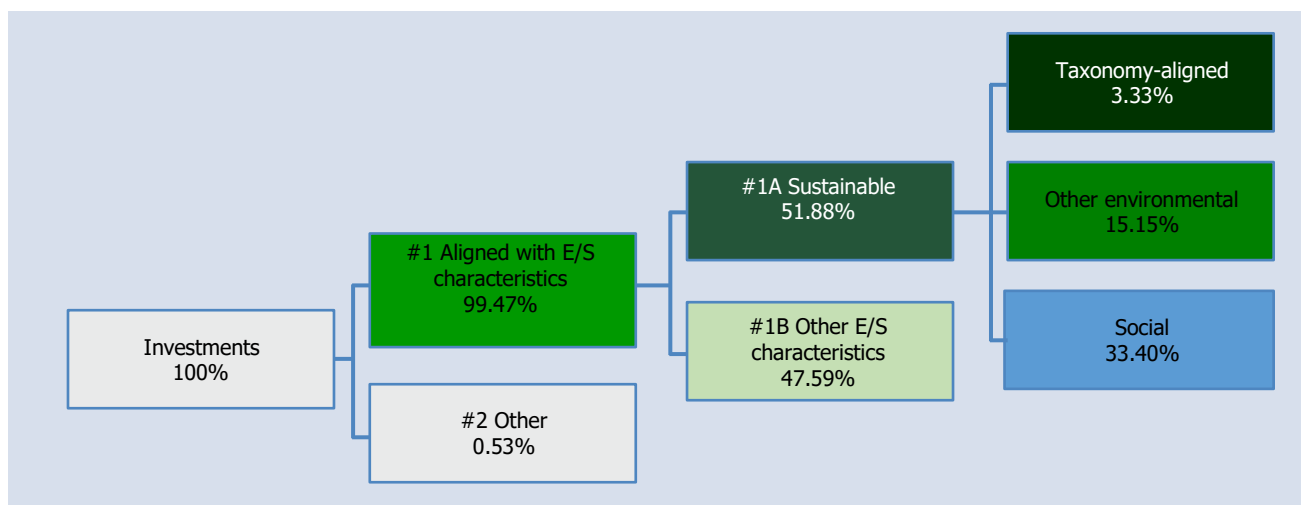 Investments
100%
#1 Aligned with E/S
characteristics
99.47%
#2 Other
0.53%
#1A Sustainable
51.88%
#1B Other E/S
characteristics
47.59%
Taxonomy-aligned
3.33%
Other environmental
15.15%
Social
33.40%